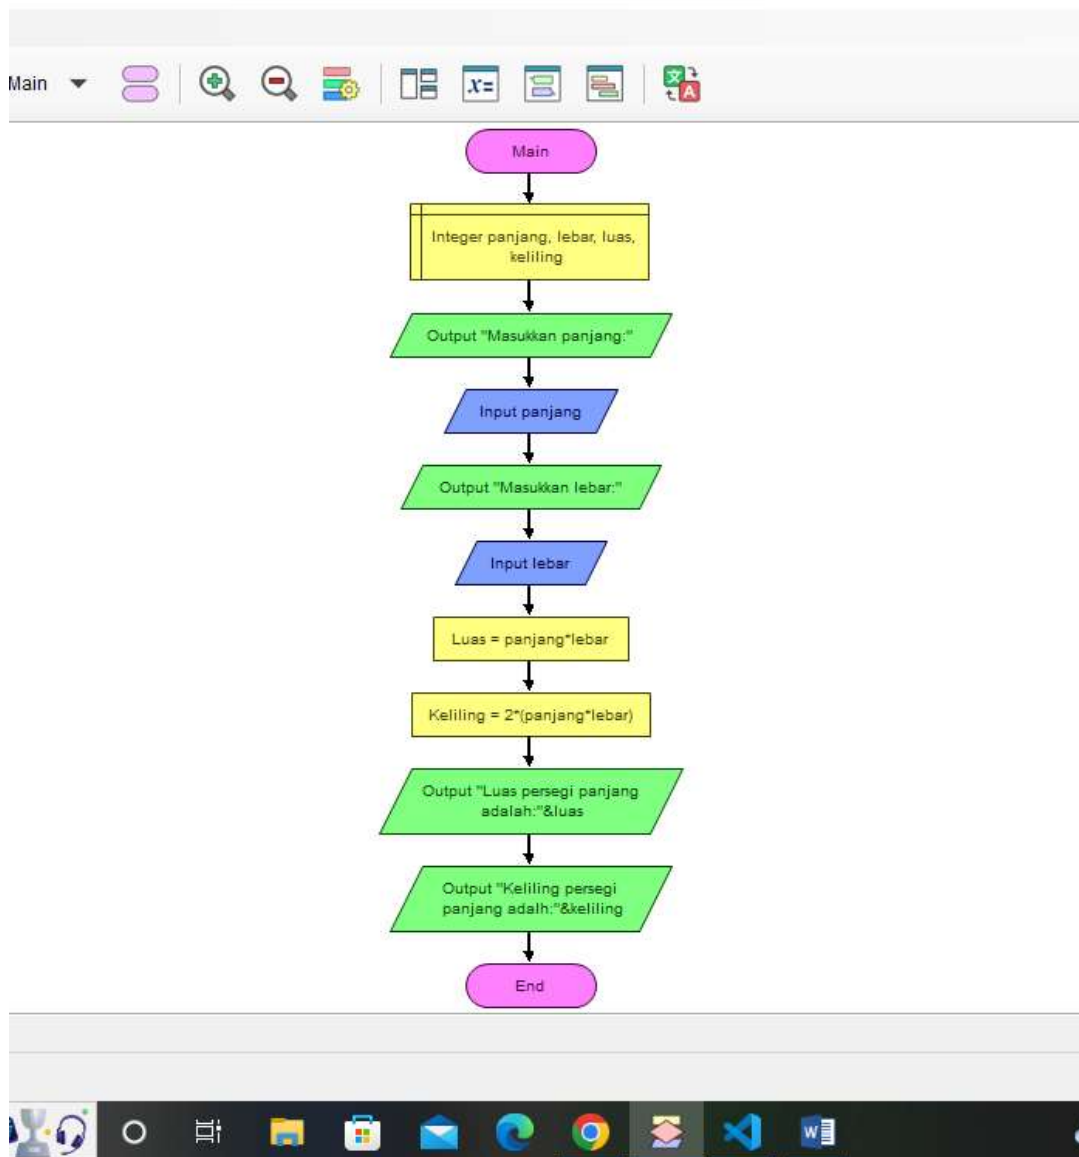 Main
x=
A
Main
Integer panjang, lebar, luas,
keliling
Output "Masukkan panjang:"
Input panjang
Output "Masukkan lebar:"
Input lebar
Luas = panjang*lebar
Keliling = 2*(panjang*lebar)
Output "Luas persegi panjang
adalah:"&luas
Output "Keliling persegi
panjang adalh:"&keliling
End